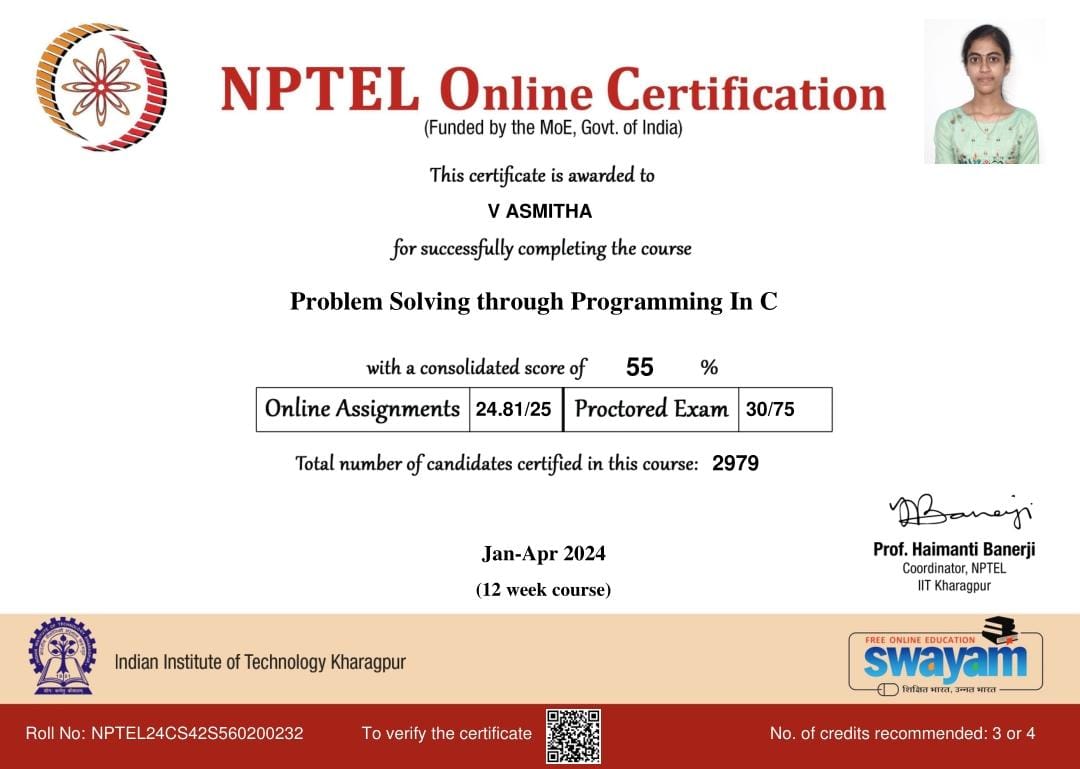 NPTEL Online Certification
(Funded by the MoE, Govt. of India)
This certificate is awarded to
V ASMITHA
for successfully completing the course
Problem Solving through Programming In C
with a consolidated score of 55 %
Online Assignments 24.81/25 Proctored Exam 30/75
Total number of candidates certified in this course: 2979
Prof. Haimanti Banerji
Coordinator, NPTEL
IIT Kharagpur
Jan-Apr 2024
(12 week course)
Indian Institute of Technology Kharagpur
FREE ONLINE EDUCATION
swayam
शिक्षित भारत, उन्नत भारत
Roll No: NPTEL24CS42S560200232 To verify the certificate No. of credits recommended: 3 or 4